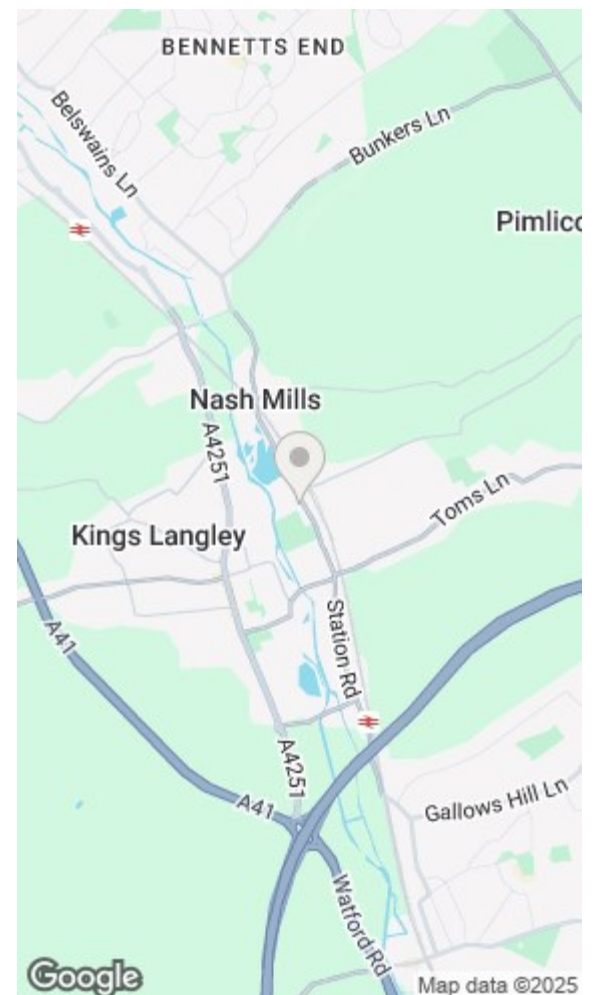 BENNETTS END
Belswains Ln
Bunkers Ln
Pimlico
Nash Mills
A4251
Toms Ln
Kings Langley
A41
Station Rd
A4251
A41
Gallows Hill Ln
Watford Rd
Google
Map data ©2025